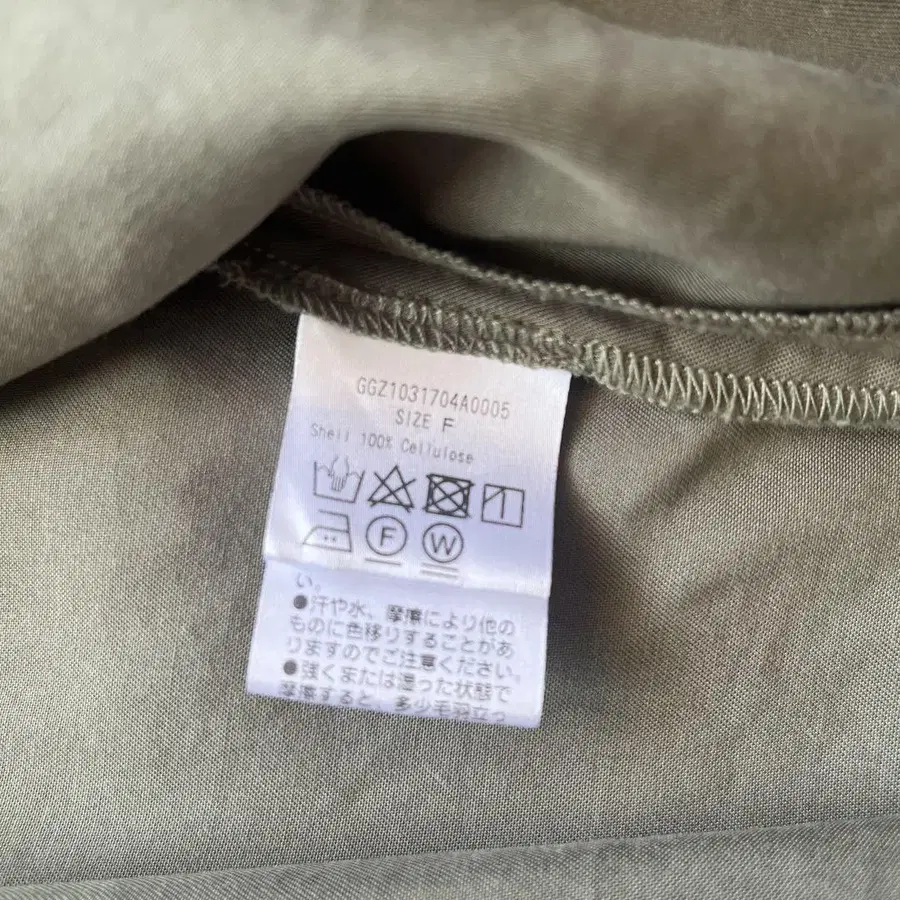 GGZ1031704A0005
SIZE F
Shell 100% Cellulose
F W
い。
●汗や水、摩擦により他の
ものに色移りすることがあ
りますのでご注意ください。
●強くまたは湿った状態で
摩擦すると、多少毛羽立っ